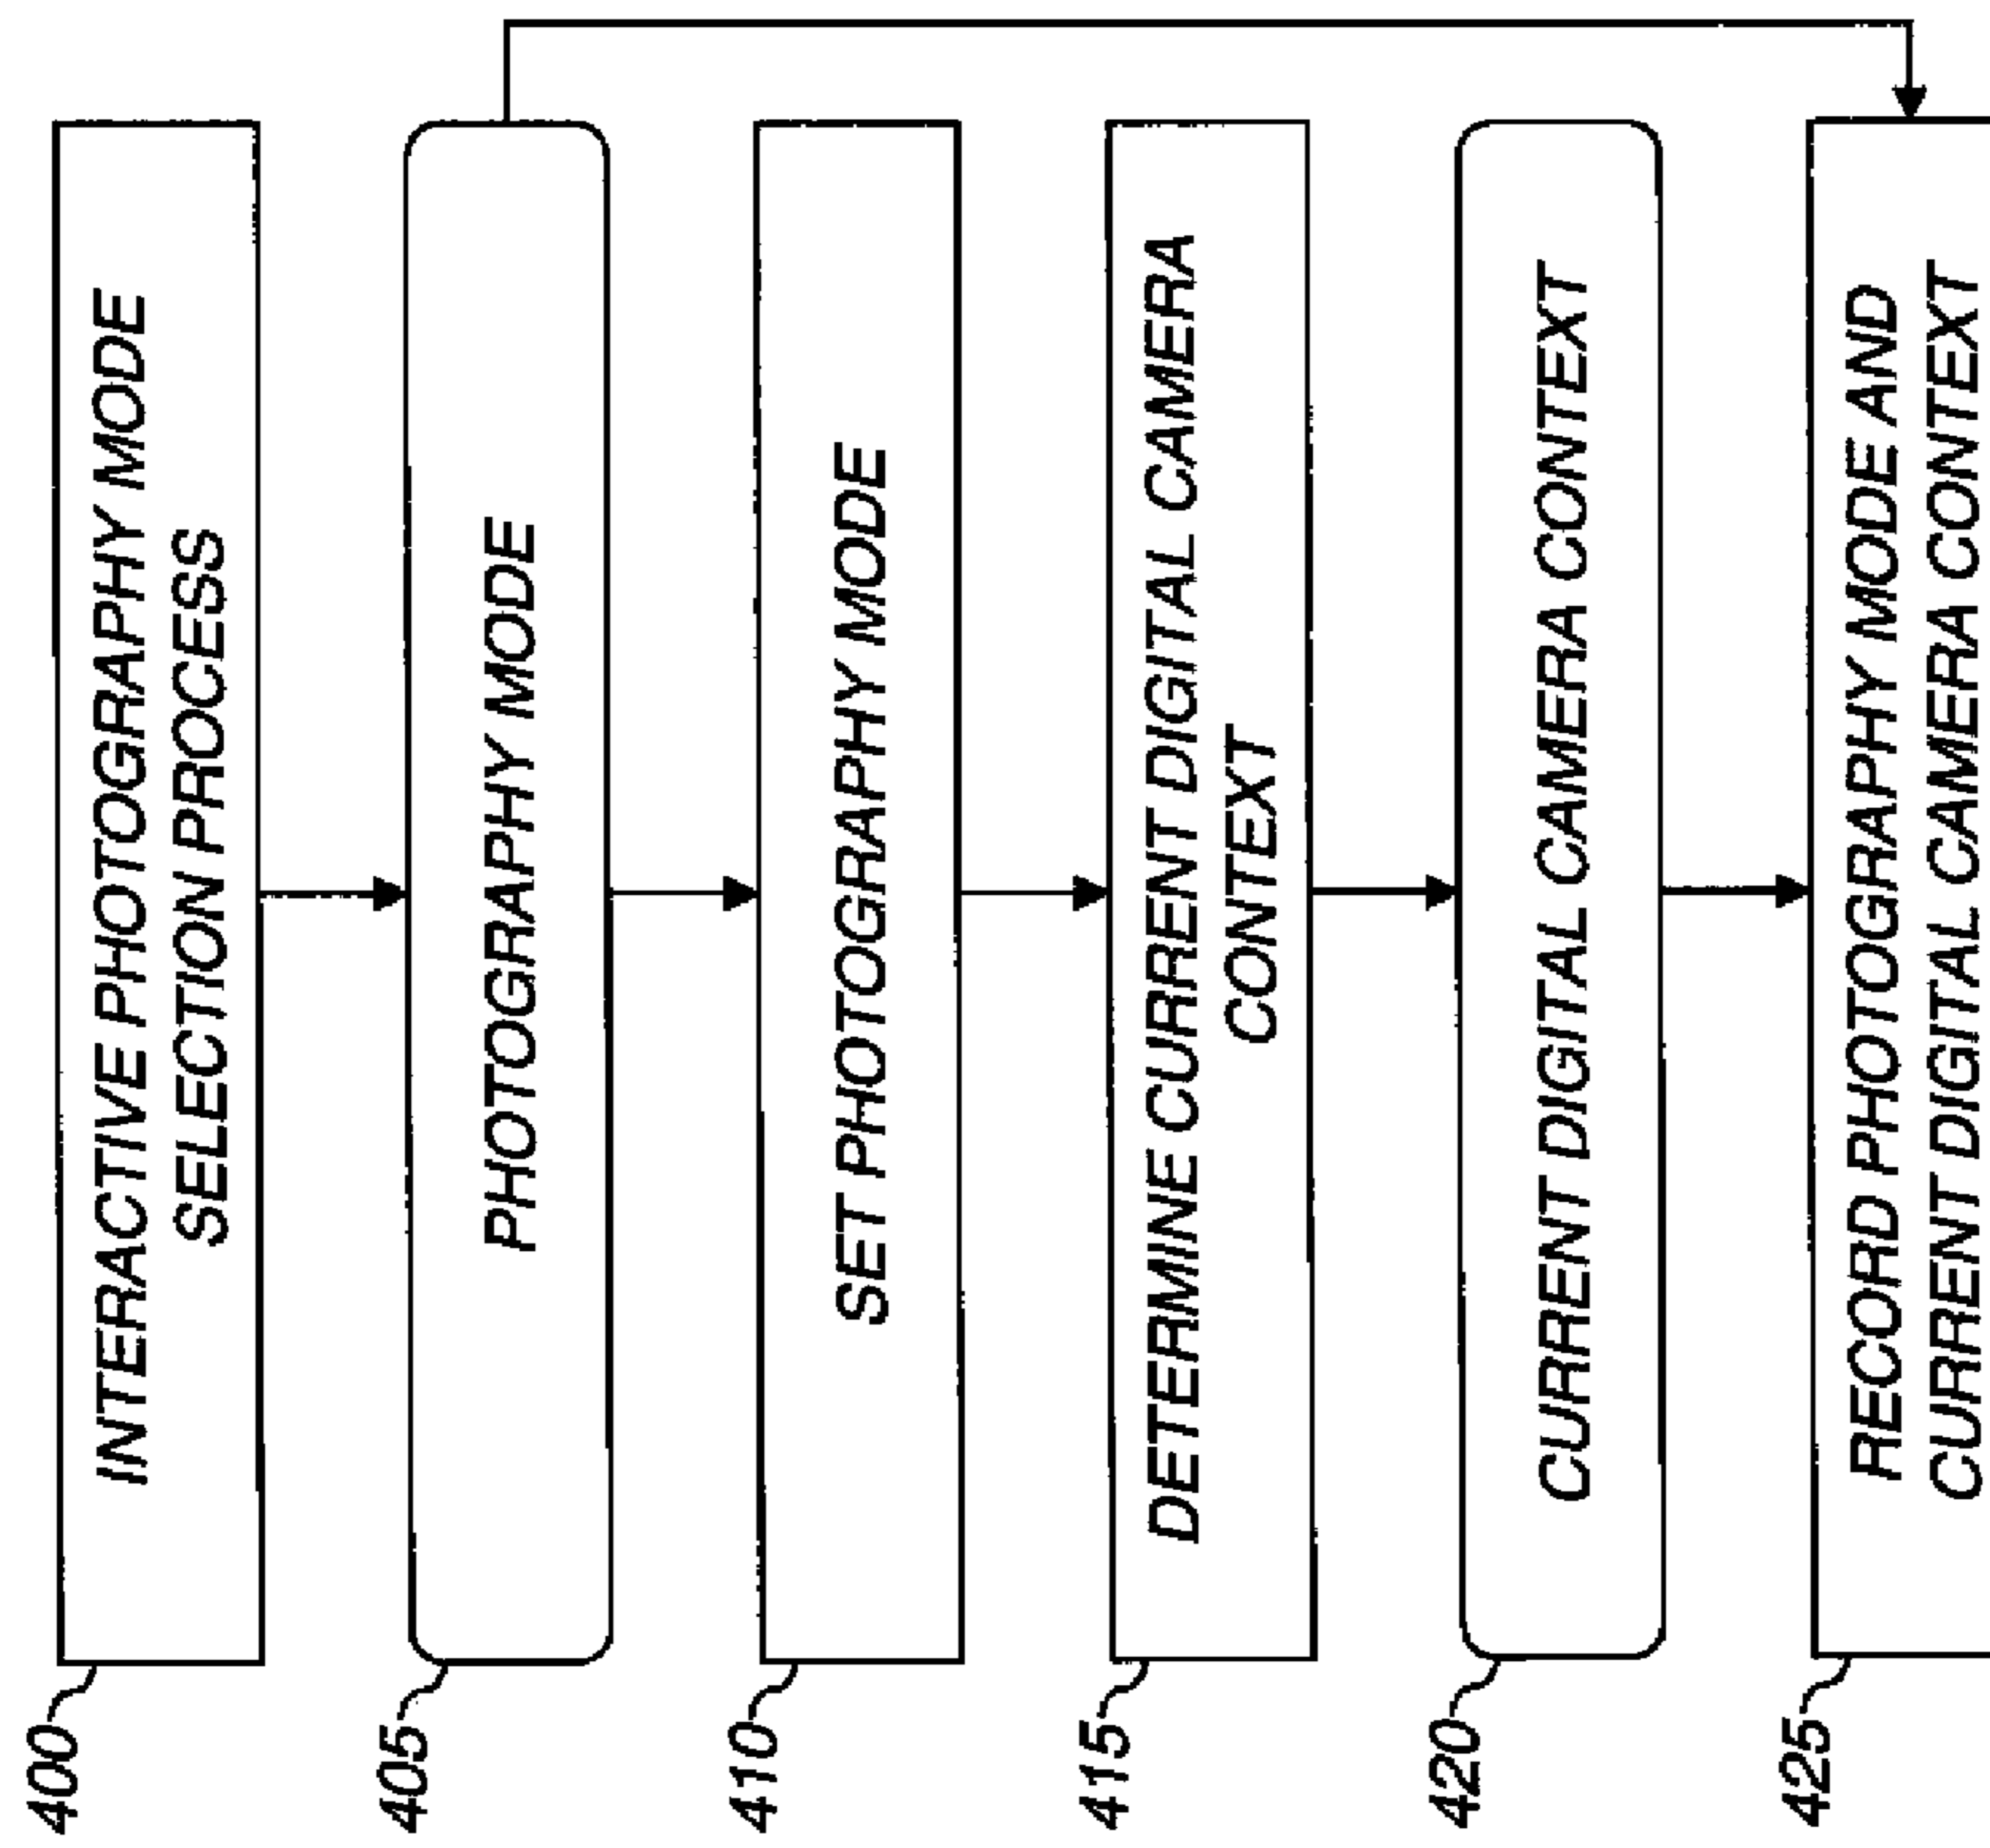 400
INTERACTIVE PHOTOGRAPHY MODE
SELECTION PROCESS
405
PHOTOGRAPHY MODE
410
SET PHOTOGRAPHY MODE
415
DETERMINE CURRENT DIGITAL CAMERA
CONTEXT
420
CURRENT DIGITAL CAMERA CONTEXT
425
RECORD PHOTOGRAPHY MODE AND
CURRENT DIGITAL CAMERA CONTEXT